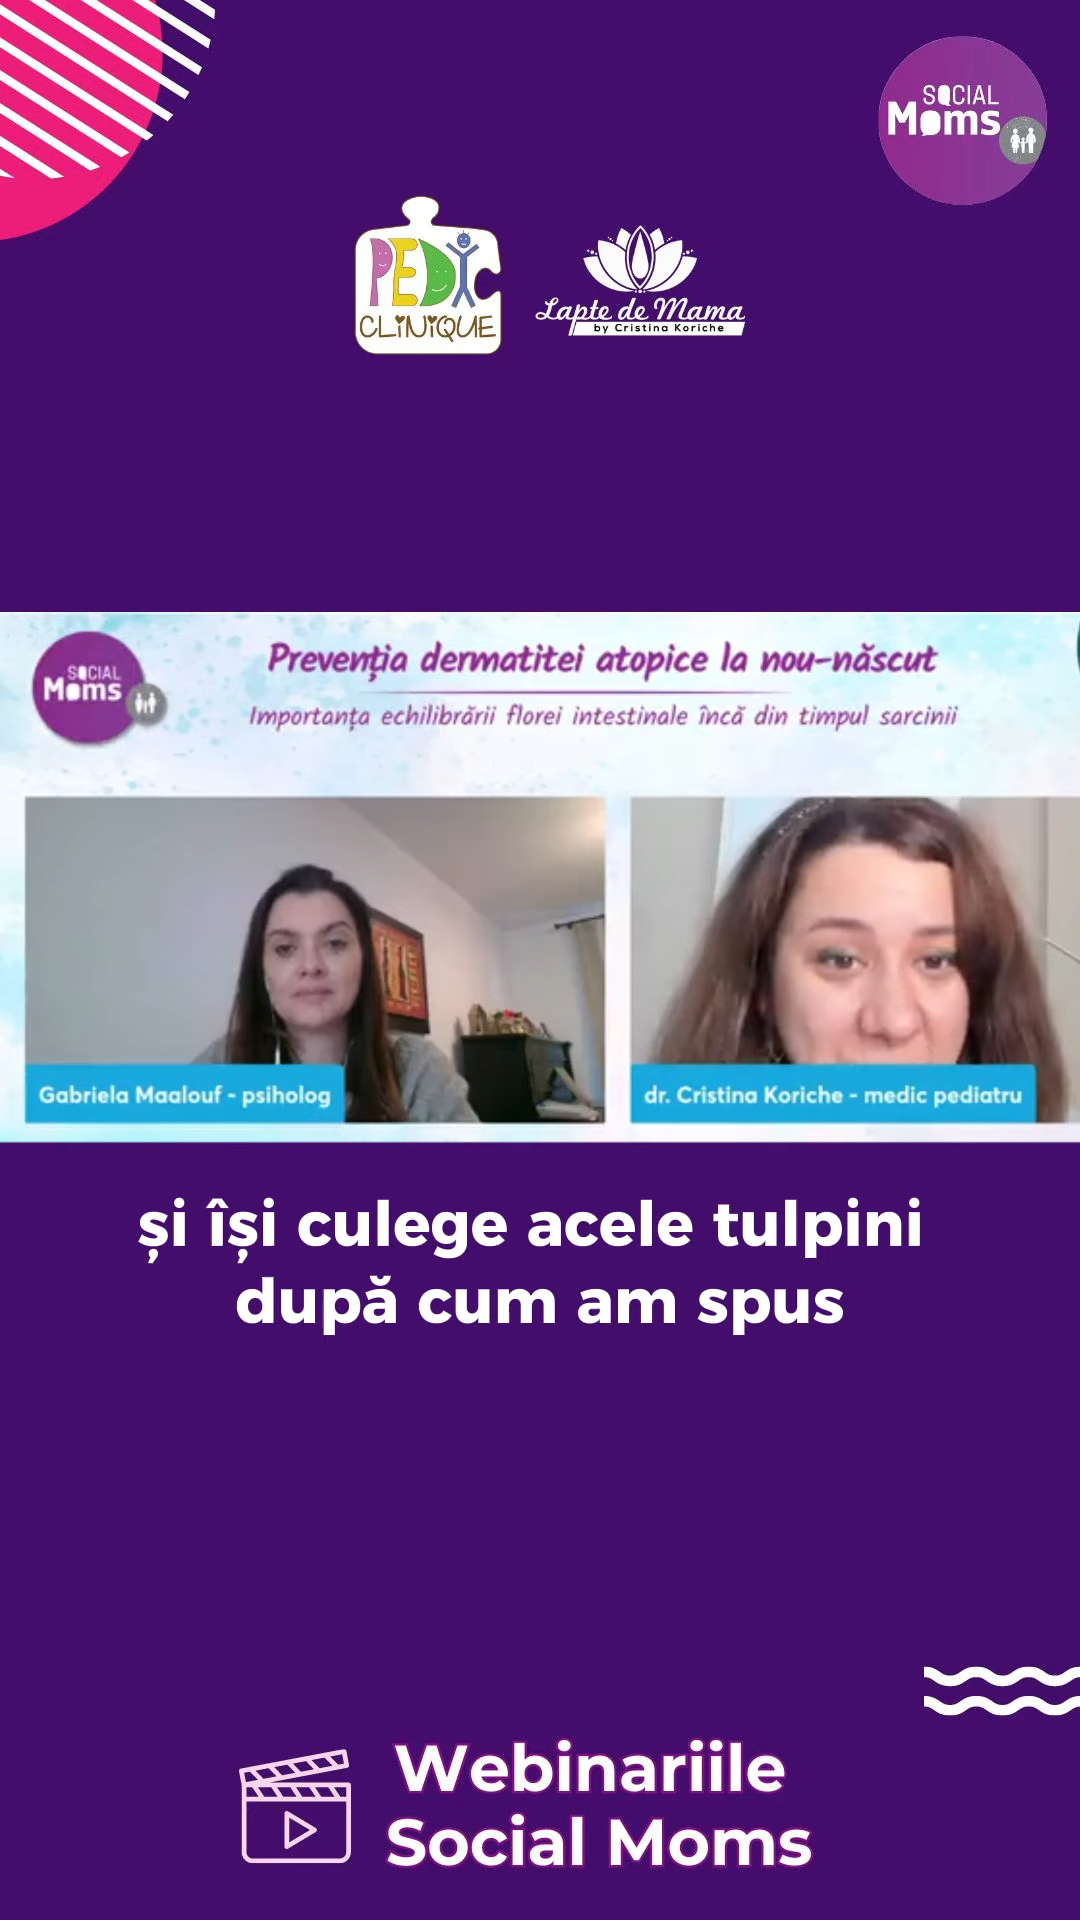 SOCIAL
Moms
PEDIC
CLINIQUE
Lapte de Mama
by Cristina Koriche
SOCIAL
Moms
Prevenția dermatitei atopice la nou-născut
Importanța echilibrării florei intestinale încă din timpul sarcinii
Gabriela Maalouf - psiholog
dr. Cristina Koriche - medic pediatru
și își culege acele tulpini
după cum am spus
Webinariile
Social Moms